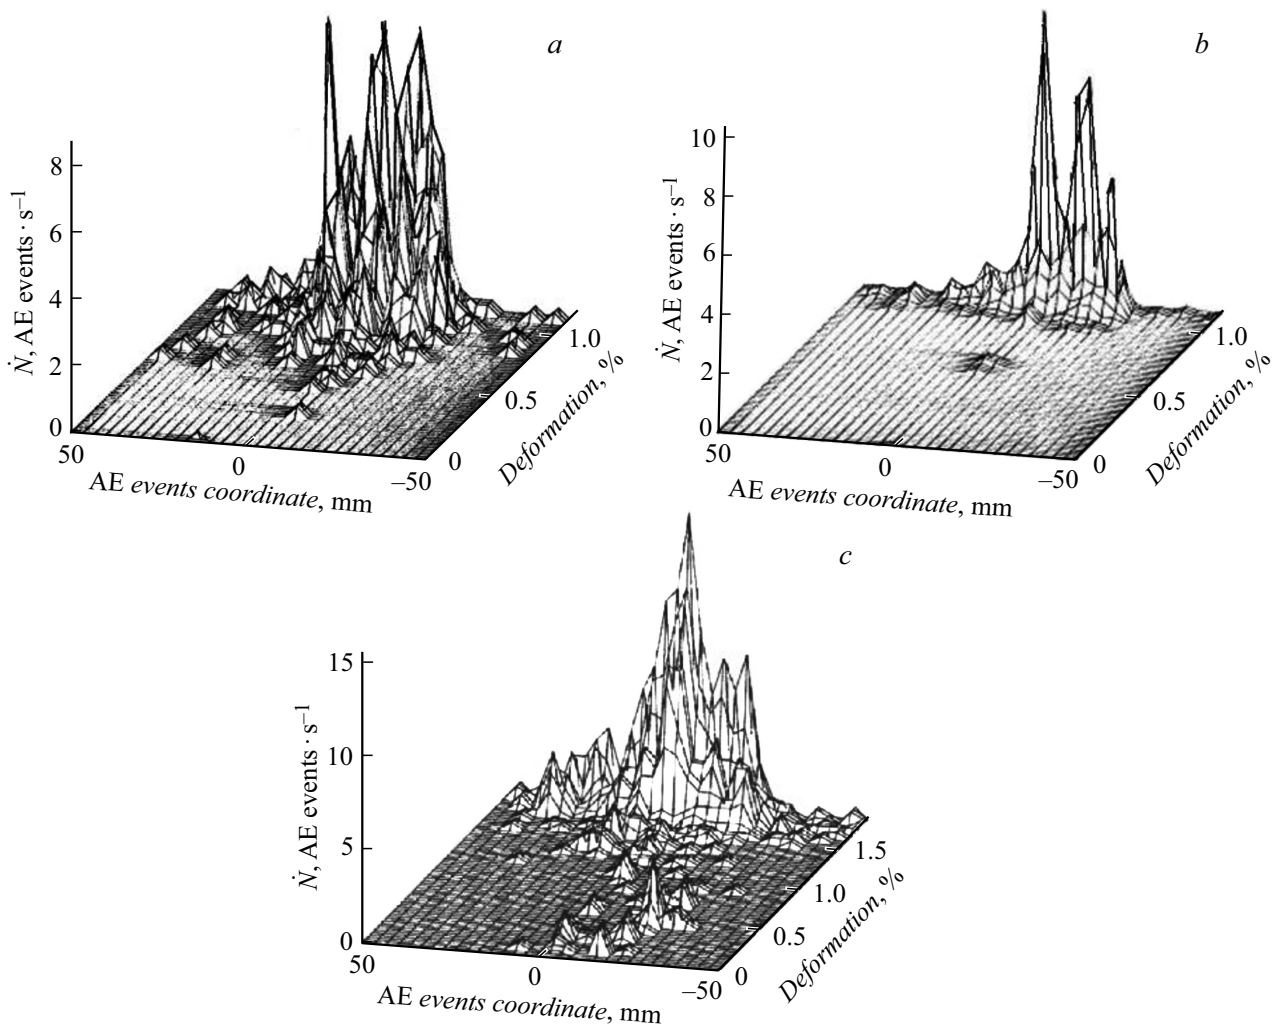 a
8
6
4
2
0
Ṅ, AE events · s⁻¹
50
0
−50
AE events coordinate, mm
0
0.5
1.0
Deformation, %
b
10
8
6
4
2
0
Ṅ, AE events · s⁻¹
50
0
−50
AE events coordinate, mm
0
0.5
1.0
Deformation, %
c
15
10
5
0
Ṅ, AE events · s⁻¹
50
0
−50
AE events coordinate, mm
0
0.5
1.0
1.5
Deformation, %